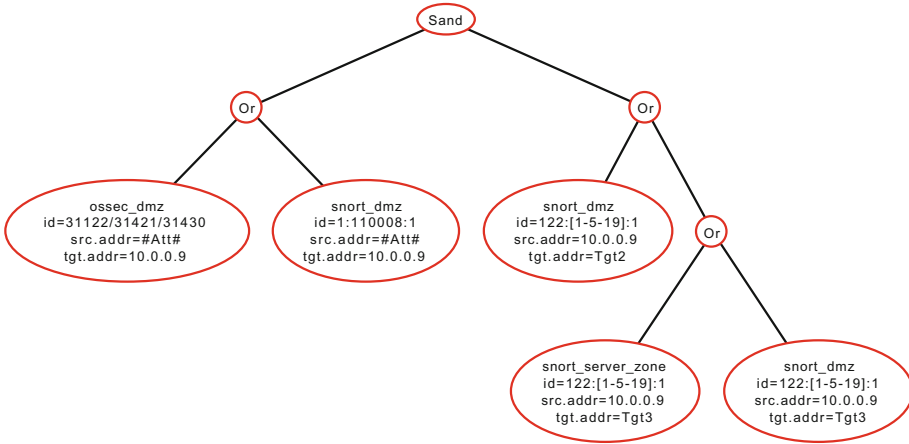 Sand
Or
Or
ossec_dmz
id=31122/31421/31430
src.addr=#Att#
tgt.addr=10.0.0.9
snort_dmz
id=1:110008:1
src.addr=#Att#
tgt.addr=10.0.0.9
snort_dmz
id=122:[1-5-19]:1
src.addr=10.0.0.9
tgt.addr=Tgt2
Or
snort_server_zone
id=122:[1-5-19]:1
src.addr=10.0.0.9
tgt.addr=Tgt3
snort_dmz
id=122:[1-5-19]:1
src.addr=10.0.0.9
tgt.addr=Tgt3